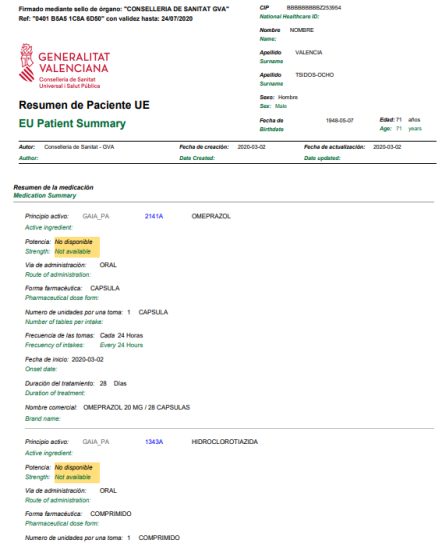 Firmado mediante sello de órgano: "CONSELLERIA DE SANITAT GVA"
Ref: "0401 B5A5 1C8A 6D50" con validez hasta: 24/07/2020
GENERALITAT
VALENCIANA
Conselleria de Sanitat
Universal i Salut Pública
Resumen de Paciente UE
EU Patient Summary
CIP
National Healthcare ID:
Nombre NOMBRE
Name:
Apellido VALENCIA
Surname
Apellido TSIDOS-OCHO
Surname
Sexo: Hombre
Sex: Male
Fecha de 1948-05-07 Edad: 71 años
Birthdate Age: 71 years
Autor: Conselleria de Sanitat - GVA Fecha de creación: 2020-03-02 Fecha de actualización: 2020-03-02
Author: Date Created: Date updated:
Resumen de la medicación
Medication Summary
Principio activo: GAIA_PA 2141A OMEPRAZOL
Active ingredient:
Potencia: No disponible
Strength: Not available
Via de administración: ORAL
Route of administration:
Forma farmacéutica: CAPSULA
Pharmaceutical dose form:
Numero de unidades por una toma: 1 CAPSULA
Number of tables per intake:
Frecuencia de las tomas: Cada 24 Horas
Frecuency of intakes: Every 24 Hours
Fecha de inicio: 2020-03-02
Onset date:
Duración del tratamiento: 28 Dias
Duration of treatment:
Nombre comercial: OMEPRAZOL 20 MG / 28 CAPSULAS
Brand name:
Principio activo: GAIA_PA 1343A HIDROCLOROTIAZIDA
Active ingredient:
Potencia: No disponible
Strength: Not available
Via de administración: ORAL
Route of administration:
Forma farmacéutica: COMPRIMIDO
Pharmaceutical dose form:
Numero de unidades por una toma: 1 COMPRIMIDO